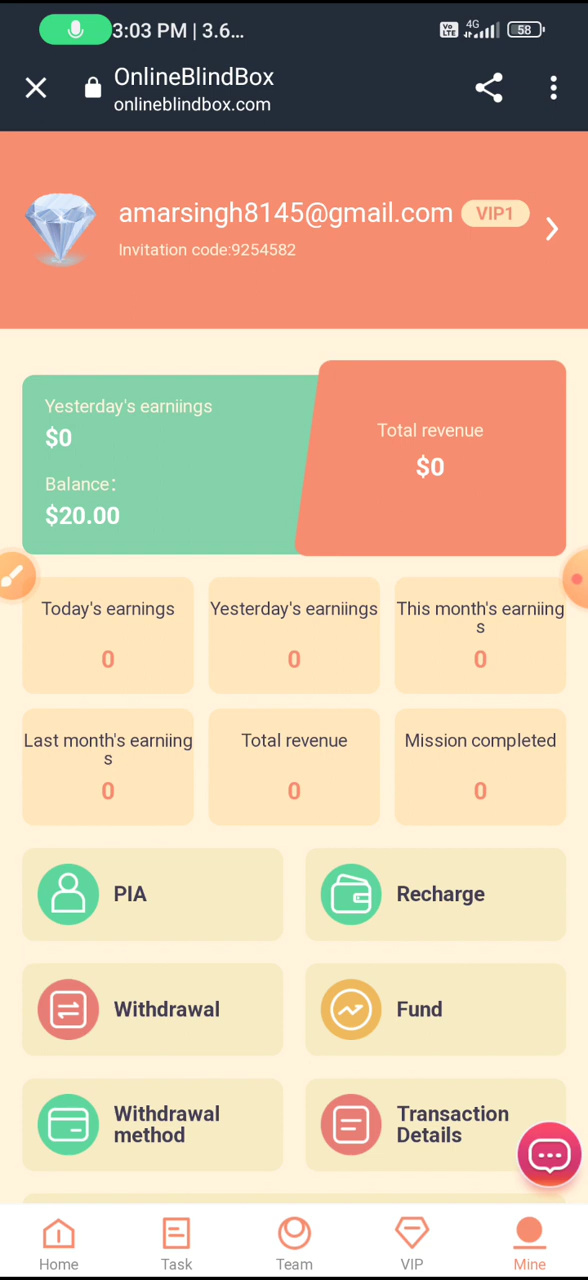 3:03 PM | 3.6...
Vo LTE
4G
58
OnlineBlindBox
onlineblindbox.com
amarsingh8145@gmail.com VIP1
Invitation code:9254582
Yesterday's earniings
$0
Balance：
$20.00
Total revenue
$0
Today's earnings
0
Yesterday's earniings
0
This month's earniing
s
0
Last month's earniing
s
0
Total revenue
0
Mission completed
0
PIA
Recharge
Withdrawal
Fund
Withdrawal
method
Transaction
Details
Home
Task
Team
VIP
Mine